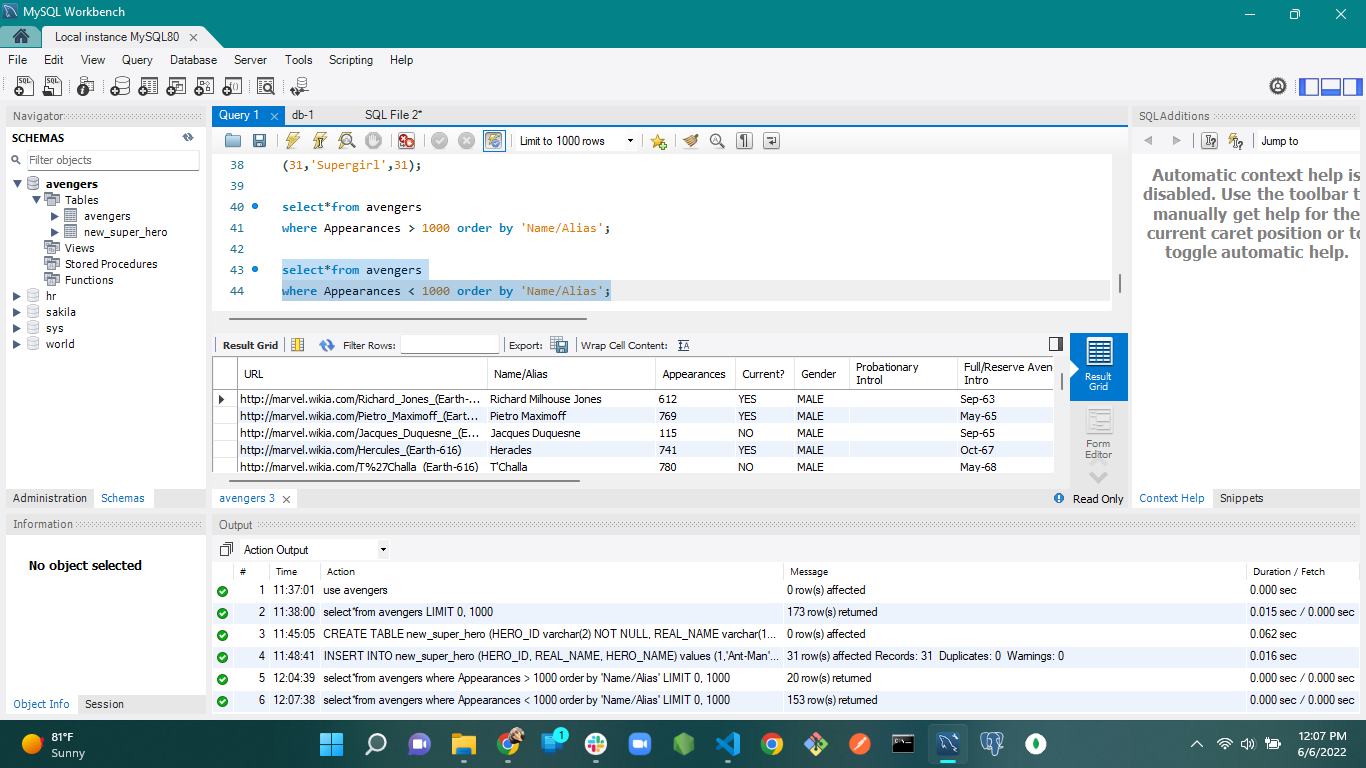 MySQL Workbench
Local instance MySQL80
File Edit View Query Database Server Tools Scripting Help
Navigator
SCHEMAS
Filter objects
avengers
Tables
avengers
new_super_hero
Views
Stored Procedures
Functions
hr
sakila
sys
world
Administration Schemas
Information
No object selected
Object Info Session
Query 1 db-1 SQL File 2*
Limit to 1000 rows
38 (31,'Supergirl',31);
39
40 select*from avengers
41 where Appearances > 1000 order by 'Name/Alias';
42
43 select*from avengers
44 where Appearances < 1000 order by 'Name/Alias';
Result Grid Filter Rows: Export: Wrap Cell Content:
URL Name/Alias Appearances Current? Gender Probationary Introl Full/Reserve Aven Intro
http://marvel.wikia.com/Richard_Jones_(Earth-... Richard Milhouse Jones 612 YES MALE Sep-63
http://marvel.wikia.com/Pietro_Maximoff_(Eart... Pietro Maximoff 769 YES MALE May-65
http://marvel.wikia.com/Jacques_Duquesne_(E... Jacques Duquesne 115 NO MALE Sep-65
http://marvel.wikia.com/Hercules_(Earth-616) Heracles 741 YES MALE Oct-67
http://marvel.wikia.com/T%27Challa_(Earth-616) T'Challa 780 NO MALE May-68
Result Grid
Form Editor
avengers 3
Read Only
SQLAdditions
Jump to
Automatic context help is
disabled. Use the toolbar t
manually get help for the
current caret position or to
toggle automatic help.
Context Help Snippets
Output
Action Output
# Time Action Message Duration / Fetch
1 11:37:01 use avengers 0 row(s) affected 0.000 sec
2 11:38:00 select*from avengers LIMIT 0, 1000 173 row(s) returned 0.015 sec / 0.000 sec
3 11:45:05 CREATE TABLE new_super_hero (HERO_ID varchar(2) NOT NULL, REAL_NAME varchar(1... 0 row(s) affected 0.062 sec
4 11:48:41 INSERT INTO new_super_hero (HERO_ID, REAL_NAME, HERO_NAME) values (1,'Ant-Man'... 31 row(s) affected Records: 31 Duplicates: 0 Warnings: 0 0.016 sec
5 12:04:39 select*from avengers where Appearances > 1000 order by 'Name/Alias' LIMIT 0, 1000 20 row(s) returned 0.000 sec / 0.000 sec
6 12:07:38 select*from avengers where Appearances < 1000 order by 'Name/Alias' LIMIT 0, 1000 153 row(s) returned 0.000 sec / 0.000 sec
81°F
Sunny
1
12:07 PM
6/6/2022